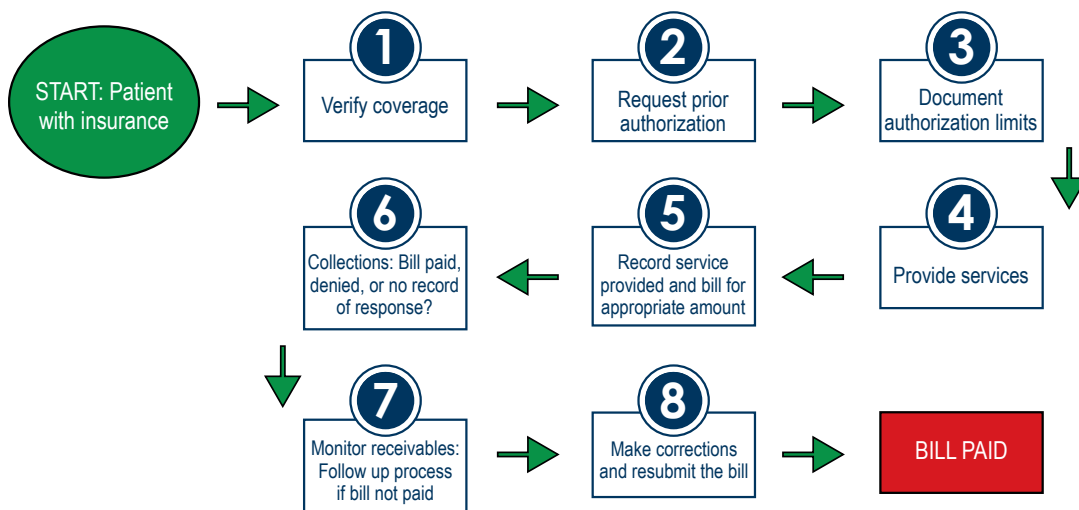 START: Patient
with insurance
1
Verify coverage
2
Request prior
authorization
3
Document
authorization limits
4
Provide services
5
Record service
provided and bill for
appropriate amount
6
Collections: Bill paid,
denied, or no record
of response?
7
Monitor receivables:
Follow up process
if bill not paid
8
Make corrections
and resubmit the bill
BILL PAID